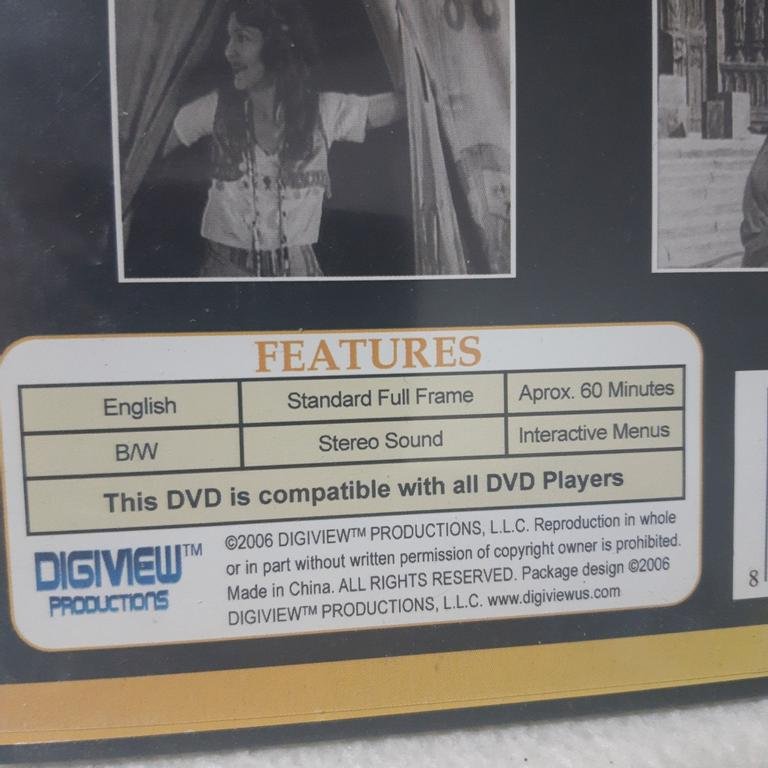 FEATURES
English Standard Full Frame Aprox. 60 Minutes
B/W Stereo Sound Interactive Menus
This DVD is compatible with all DVD Players
DIGIVIEW™
PRODUCTIONS
©2006 DIGIVIEW™ PRODUCTIONS, L.L.C. Reproduction in whole
or in part without written permission of copyright owner is prohibited.
Made in China. ALL RIGHTS RESERVED. Package design ©2006
DIGIVIEW™ PRODUCTIONS, L.L.C. www.digiviewus.com
8